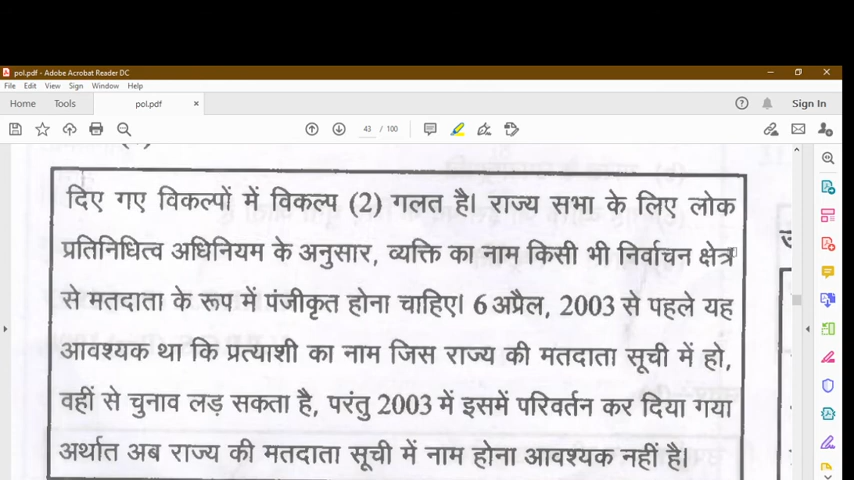 pol.pdf - Adobe Acrobat Reader DC
File Edit View Sign Window Help
Home Tools pol.pdf × Sign In
43 / 100
दिए गए विकल्पों में विकल्प (2) गलत है। राज्य सभा के लिए लोक
प्रतिनिधित्व अधिनियम के अनुसार, व्यक्ति का नाम किसी भी निर्वाचन क्षेत्र
से मतदाता के रूप में पंजीकृत होना चाहिए। 6 अप्रैल, 2003 से पहले यह
आवश्यक था कि प्रत्याशी का नाम जिस राज्य की मतदाता सूची में हो,
वहीं से चुनाव लड़ सकता है, परंतु 2003 में इसमें परिवर्तन कर दिया गया
अर्थात अब राज्य की मतदाता सूची में नाम होना आवश्यक नहीं है।